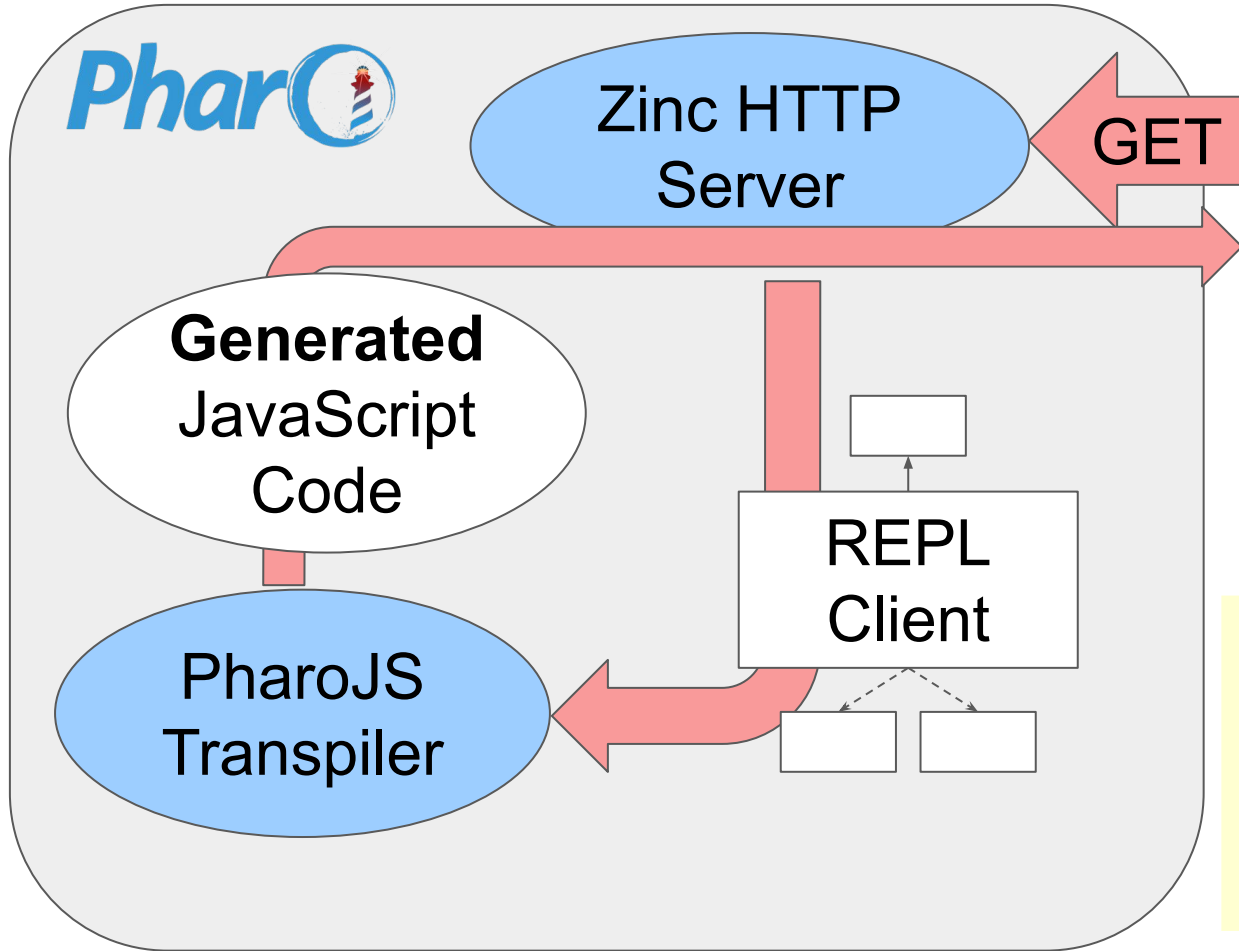 Pharo
Zinc HTTP
Server
GET
Generated
JavaScript
Code
REPL
Client
PharoJS
Transpiler